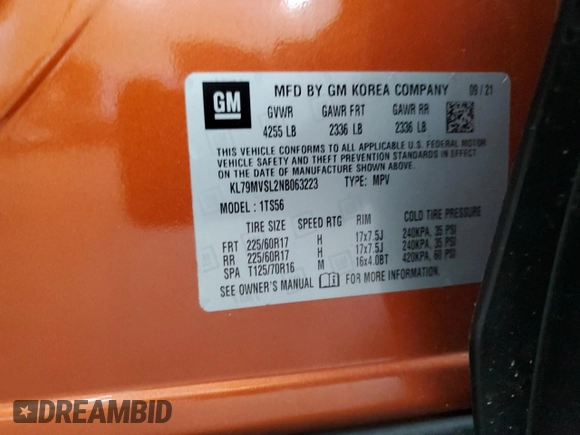 GM
MFD BY GM KOREA COMPANY 09/21
GVWR GAWR FRT GAWR RR
4255 LB 2336 LB 2336 LB
THIS VEHICLE CONFORMS TO ALL APPLICABLE U.S. FEDERAL MOTOR
VEHICLE SAFETY AND THEFT PREVENTION STANDARDS IN EFFECT ON
THE DATE OF MANUFACTURE SHOWN ABOVE.
KL79MVSL2NB063223 TYPE: MPV
MODEL: 1TS56
TIRE SIZE SPEED RTG RIM COLD TIRE PRESSURE
FRT 225/60R17 H 17x7.5J 240KPA, 35 PSI
RR 225/60R17 H 17x7.5J 240KPA, 35 PSI
SPA T125/70R16 M 16x4.0BT 420KPA, 60 PSI
SEE OWNER'S MANUAL FOR MORE INFORMATION.
DREAMBID